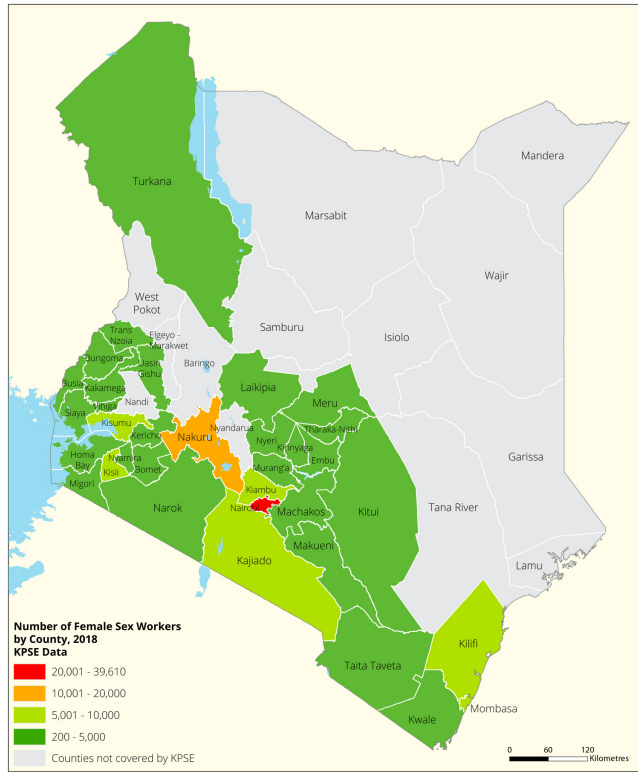 Mandera
Turkana
Marsabit
Wajir
West
Pokot
Samburu
Isiolo
Trans
Nzoia
Elgeyo -
Marakwet
Bungoma
Uasin
Gishu
Baringo
Busia
Kakamega
Laikipia
Nandi
Meru
Vihiga
Siaya
Kisumu
Nyandarua
Tharaka Nithi
Kericho
Nakuru
Nyeri
Kirinyaga
Garissa
Homa
Bay
Nyamira
Embu
Kisii
Bomet
Murang'a
Migori
Kiambu
Narok
Nairobi
Machakos
Kitui
Tana River
Makueni
Kajiado
Lamu
Kilifi
Taita Taveta
Mombasa
Kwale
Number of Female Sex Workers
by County, 2018
KPSE Data
20,001 - 39,610
10,001 - 20,000
5,001 - 10,000
200 - 5,000
Counties not covered by KPSE
0 60 120
Kilometres